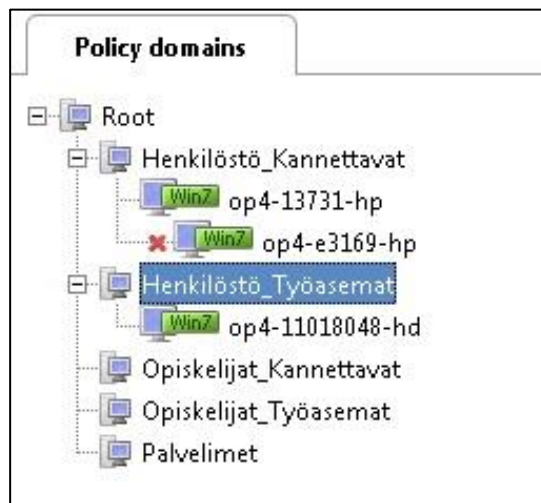 Policy domains
Root
Henkilöstö_Kannettavat
Win7 op4-13731-hp
Win7 op4-e3169-hp
Henkilöstö_Työasemat
Win7 op4-11018048-hd
Opiskelijat_Kannettavat
Opiskelijat_Työasemat
Palvelimet